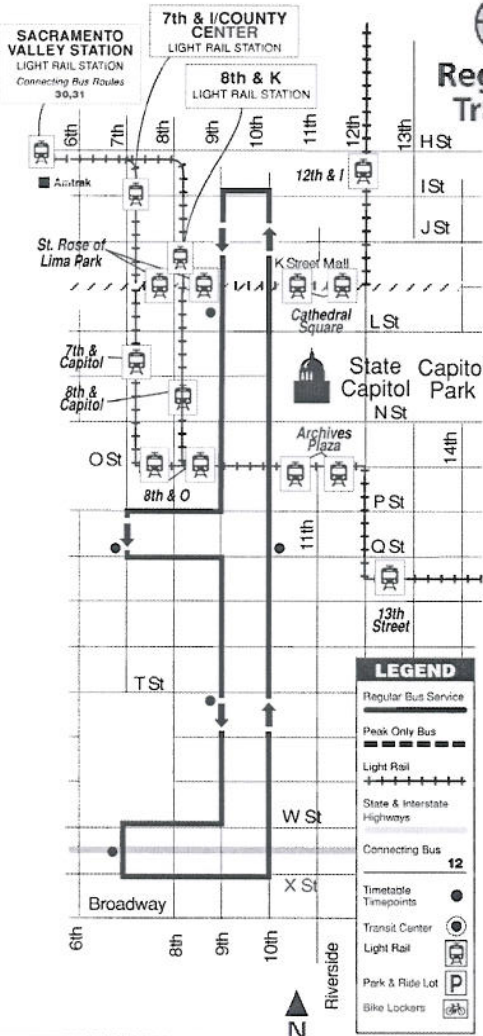 SACRAMENTO
VALLEY STATION
LIGHT RAIL STATION
Connecting Bus Routes
30,31
7th & I/COUNTY
CENTER
LIGHT RAIL STATION
8th & K
LIGHT RAIL STATION
6th
7th
8th
9th
10th
11th
12th
13th
H St
12th & I
I St
Amtrak
J St
St. Rose of
Lima Park
K Street Mall
Cathedral
Square
L St
7th &
Capitol
8th &
Capitol
State
Capitol
Capito
Park
N St
14th
O St
8th & O
Archives
Plaza
P St
11th
Q St
13th
Street
T St
W St
X St
Broadway
6th
8th
9th
10th
Riverside
N
LEGEND
Regular Bus Service
Peak Only Bus
Light Rail
State & Interstate
Highways
Connecting Bus
12
Timetable
Timepoints
Transit Center
Light Rail
Park & Ride Lot
P
Bike Lockers